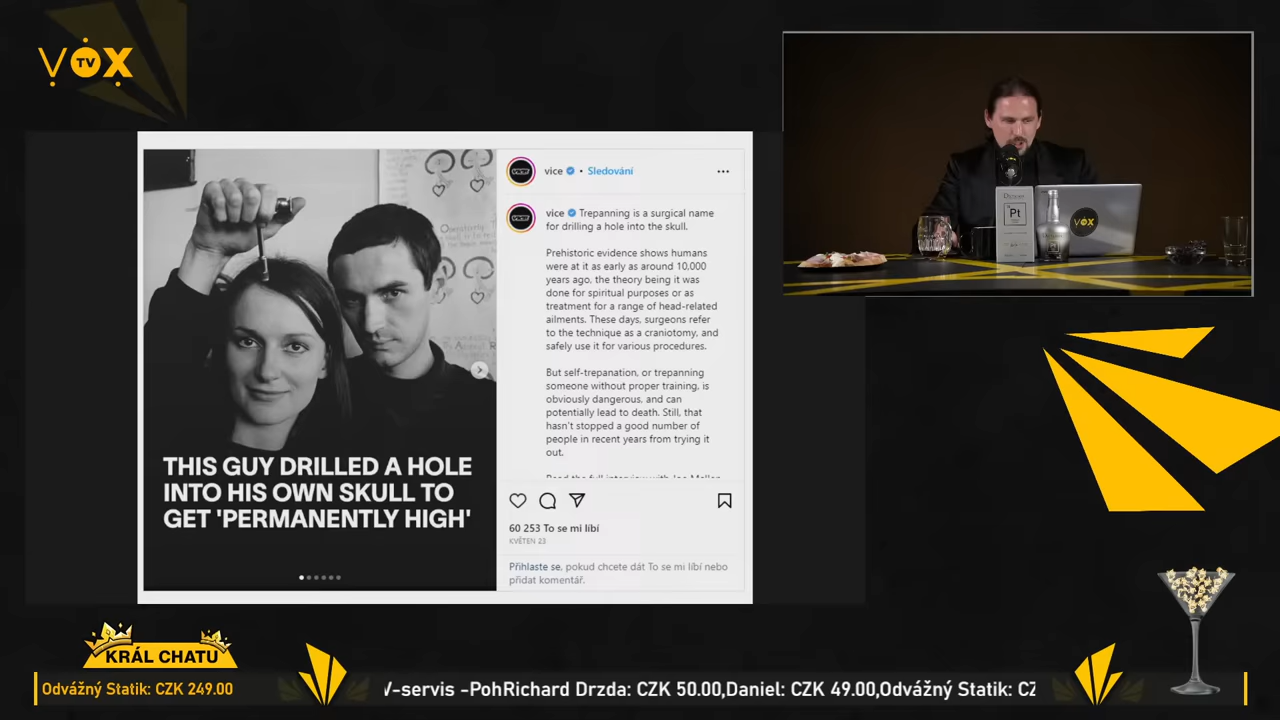 VOX
TV
THIS GUY DRILLED A HOLE
INTO HIS OWN SKULL TO
GET 'PERMANENTLY HIGH'
vice • Sledování
vice Trepanning is a surgical name
for drilling a hole into the skull.
Prehistoric evidence shows humans
were at it as early as around 10,000
years ago, the theory being it was
done for spiritual purposes or as
treatment for a range of head-related
ailments. These days, surgeons refer
to the technique as a craniotomy, and
safely use it for various procedures.
But self-trepanation, or trepanning
someone without proper training, is
obviously dangerous, and can
potentially lead to death. Still, that
hasn't stopped a good number of
people in recent years from trying it
out.
60 253 To se mi líbí
KVĚTEN 23
Přihlaste se, pokud chcete dát To se mi líbí nebo
přidat komentář.
Pt
VOX
KRÁL CHATU
Odvážný Statik: CZK 249.00
V-servis -PohRichard Drzda: CZK 50.00,Daniel: CZK 49.00,Odvážný Statik: CZ